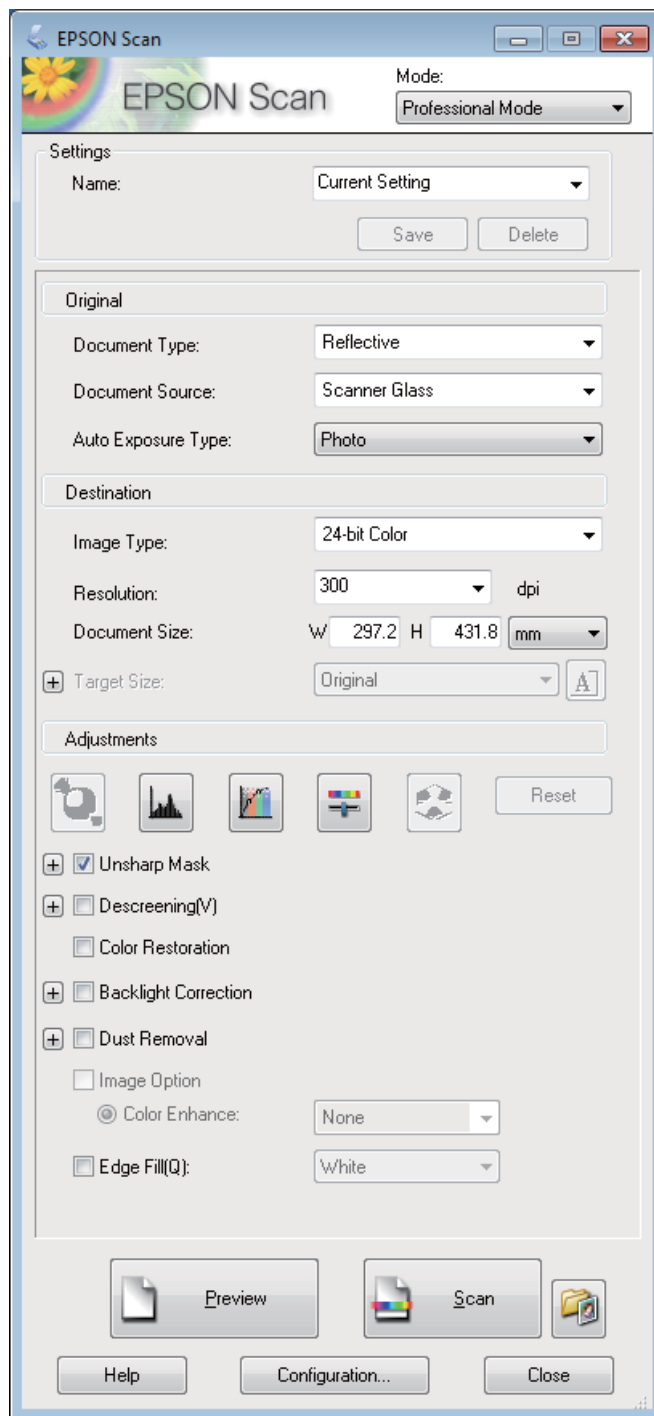 EPSON Scan
EPSON Scan
Mode:
Professional Mode
Settings
Name: Current Setting
Save Delete
Original
Document Type: Reflective
Document Source: Scanner Glass
Auto Exposure Type: Photo
Destination
Image Type: 24-bit Color
Resolution: 300 dpi
Document Size: W 297.2 H 431.8 mm
Target Size: Original A
Adjustments
Reset
Unsharp Mask
Descreening(V)
Color Restoration
Backlight Correction
Dust Removal
Image Option
Color Enhance: None
Edge Fill(Q): White
Preview Scan
Help Configuration... Close